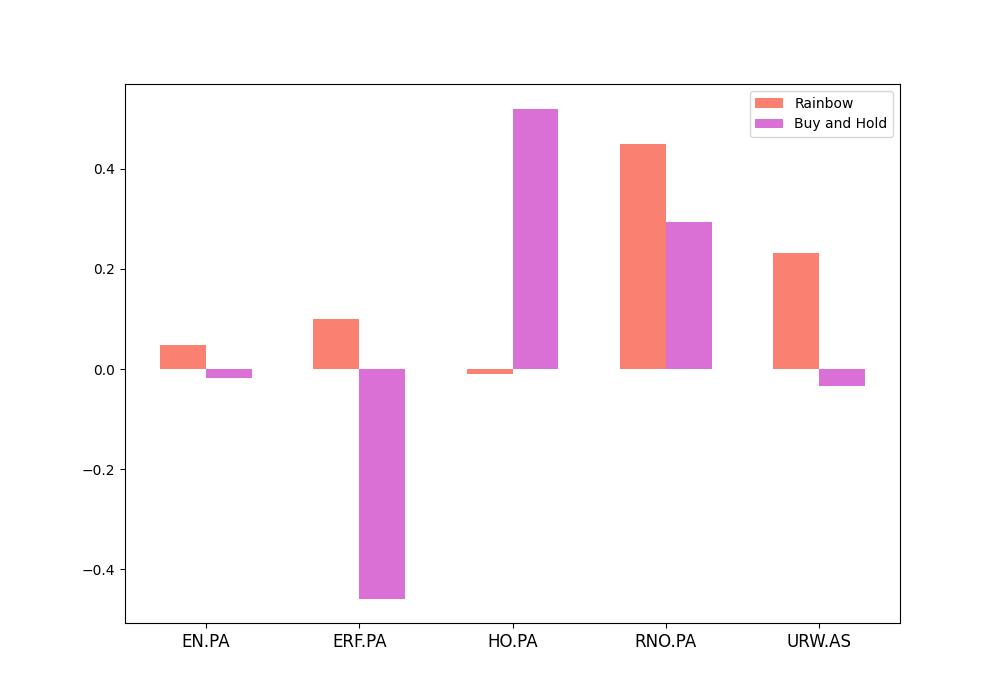 Rainbow
Buy and Hold
0.4
0.2
0.0
−0.2
−0.4
EN.PA
ERF.PA
HO.PA
RNO.PA
URW.AS